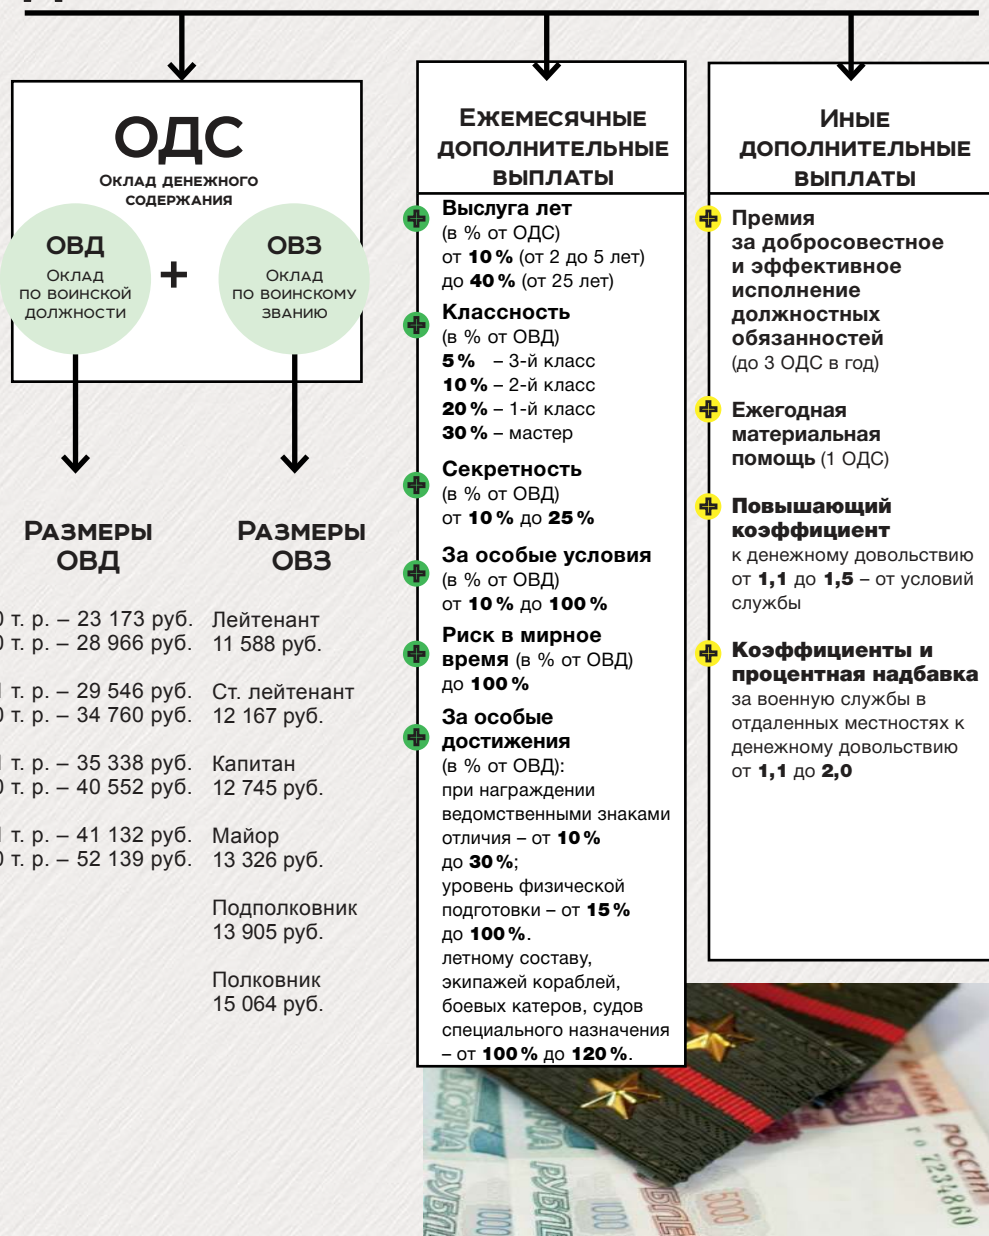 ОДС
Оклад денежного
содержания
ОВД
Оклад
по воинской
должности
+
ОВЗ
Оклад
по воинскому
званию
Размеры
ОВД
т. р. – 23 173 руб.
т. р. – 28 966 руб.
т. р. – 29 546 руб.
т. р. – 34 760 руб.
т. р. – 35 338 руб.
т. р. – 40 552 руб.
т. р. – 41 132 руб.
т. р. – 52 139 руб.
Размеры
ОВЗ
Лейтенант
11 588 руб.
Ст. лейтенант
12 167 руб.
Капитан
12 745 руб.
Майор
13 326 руб.
Подполковник
13 905 руб.
Полковник
15 064 руб.
Ежемесячные
дополнительные
выплаты
Выслуга лет
(в % от ОДС)
от 10 % (от 2 до 5 лет)
до 40 % (от 25 лет)
Классность
(в % от ОВД)
5 % – 3-й класс
10 % – 2-й класс
20 % – 1-й класс
30 % – мастер
Секретность
(в % от ОВД)
от 10 % до 25 %
За особые условия
(в % от ОВД)
от 10 % до 100 %
Риск в мирное
время (в % от ОВД)
до 100 %
За особые
достижения
(в % от ОВД):
при награждении
ведомственными знаками
отличия – от 10 %
до 30 %;
уровень физической
подготовки – от 15 %
до 100 %.
летному составу,
экипажей кораблей,
боевых катеров, судов
специального назначения
– от 100 % до 120 %.
Иные
дополнительные
выплаты
Премия
за добросовестное
и эффективное
исполнение
должностных
обязанностей
(до 3 ОДС в год)
Ежегодная
материальная
помощь (1 ОДС)
Повышающий
коэффициент
к денежному довольствию
от 1,1 до 1,5 – от условий
службы
Коэффициенты и
процентная надбавка
за военную службы в
отдаленных местностях к
денежному довольствию
от 1,1 до 2,0
РОССИИ
7234860
5000